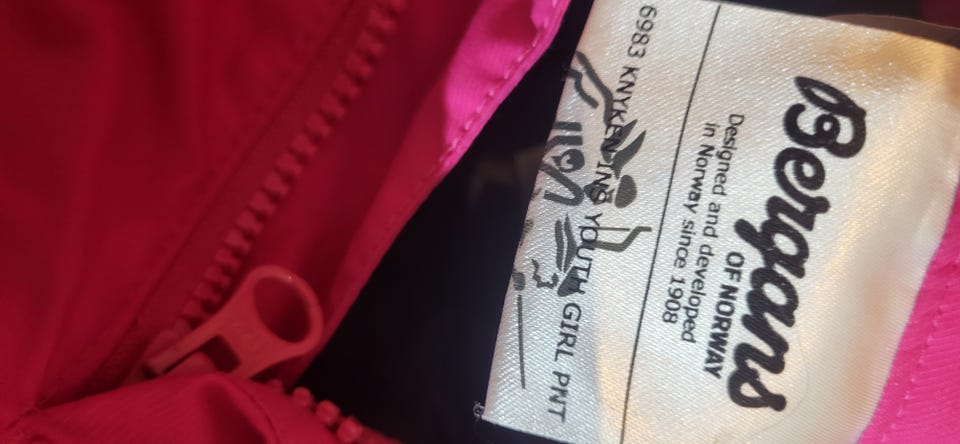 Bergans
OF NORWAY
Designed and developed
in Norway since 1908
6983 KNYKEN INS YOUTH GIRL PNT